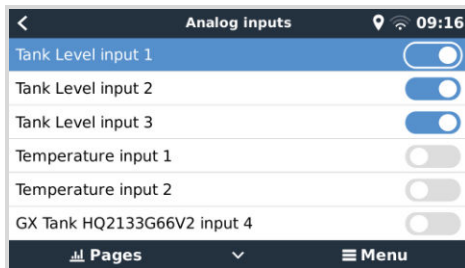 Analog inputs 09:16
Tank Level input 1
Tank Level input 2
Tank Level input 3
Temperature input 1
Temperature input 2
GX Tank HQ2133G66V2 input 4
Pages Menu